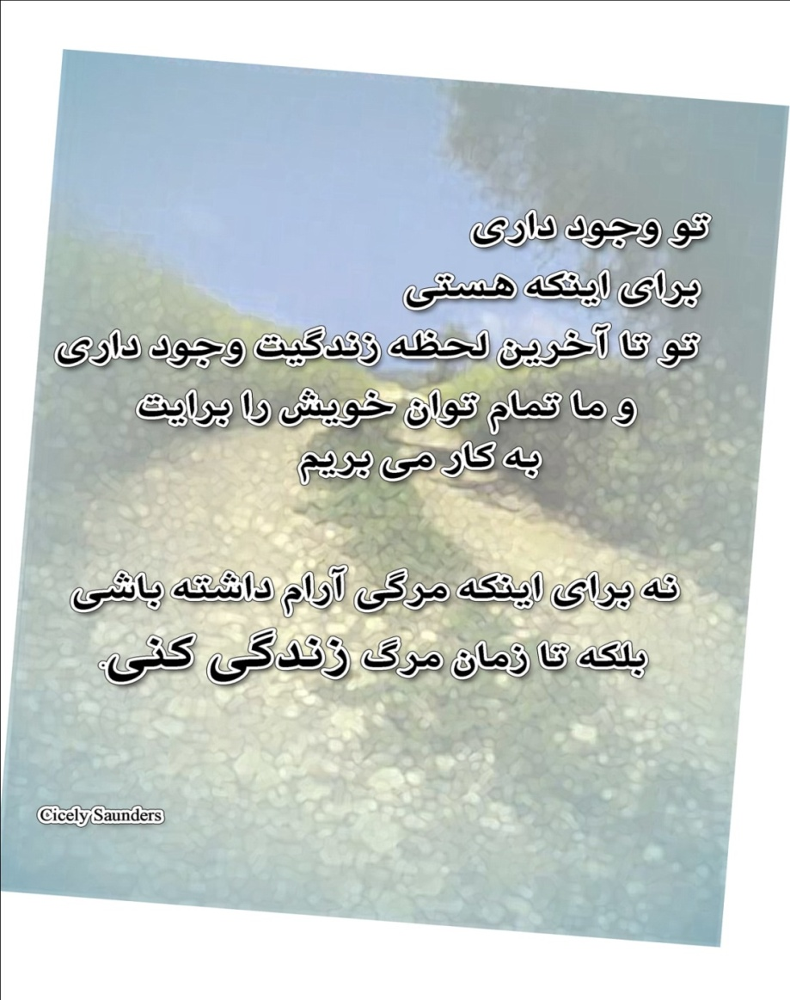 تو وجود داری
برای اینکه هستی
تو تا آخرین لحظه زندگیت وجود داری
و ما تمام توان خویش را برایت
به کار می بریم
نه برای اینکه مرگی آرام داشته باشی
بلکه تا زمان مرگ زندگی کنی.
Cicely Saunders